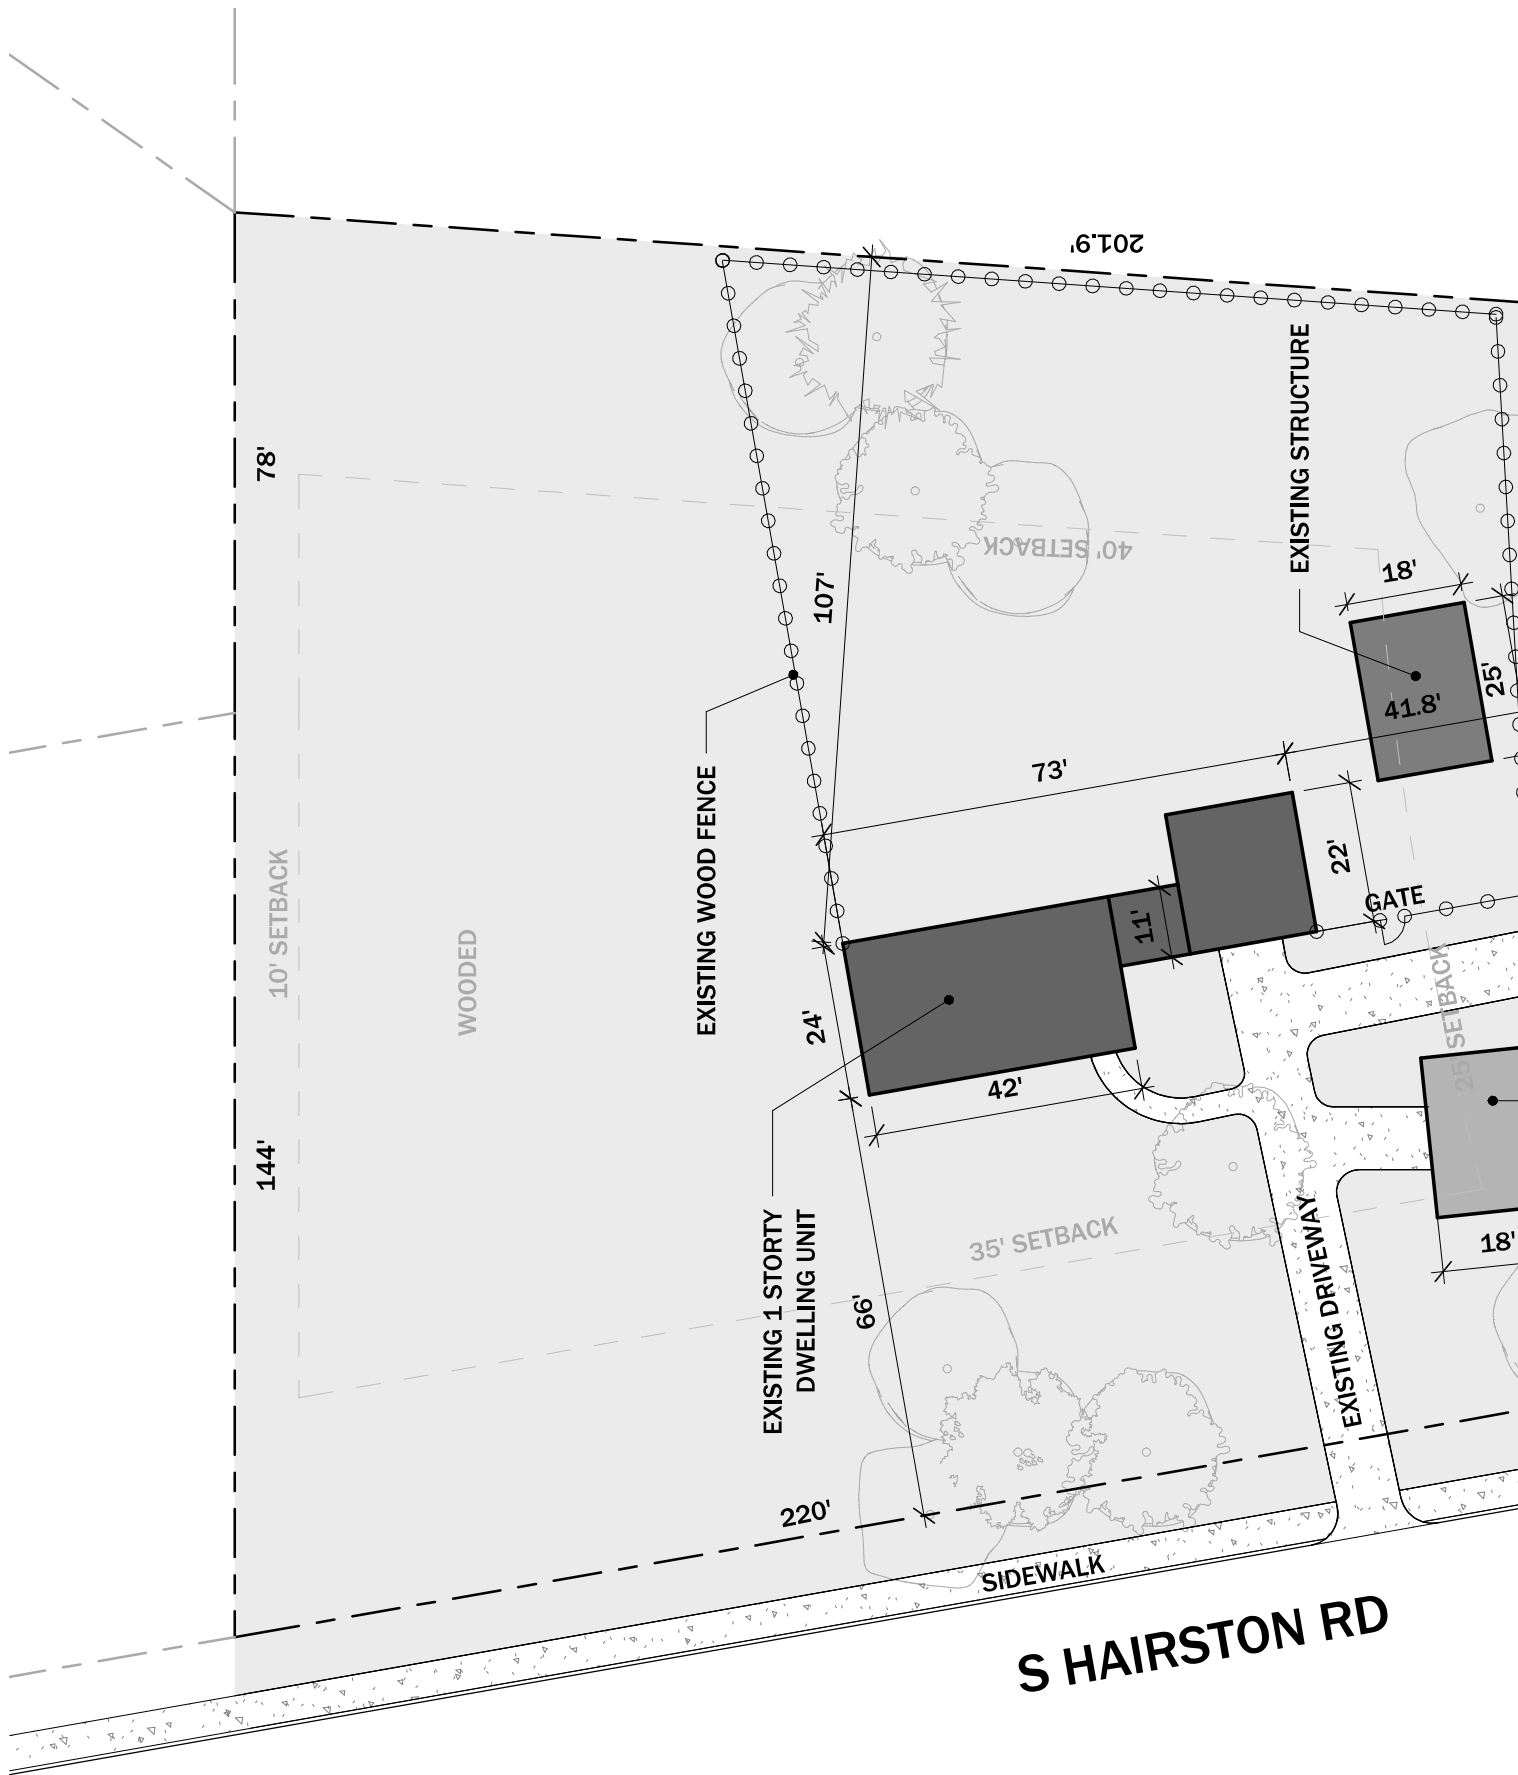 201.9'
EXISTING STRUCTURE
78'
40' SETBACK
18'
107'
25'
41.8'
73'
EXISTING WOOD FENCE
22'
GATE
10' SETBACK
WOODED
11'
25' SETBACK
24'
42'
144'
EXISTING 1 STORTY
DWELLING UNIT
35' SETBACK
18'
66'
EXISTING DRIVEWAY
220'
SIDEWALK
S HAIRSTON RD